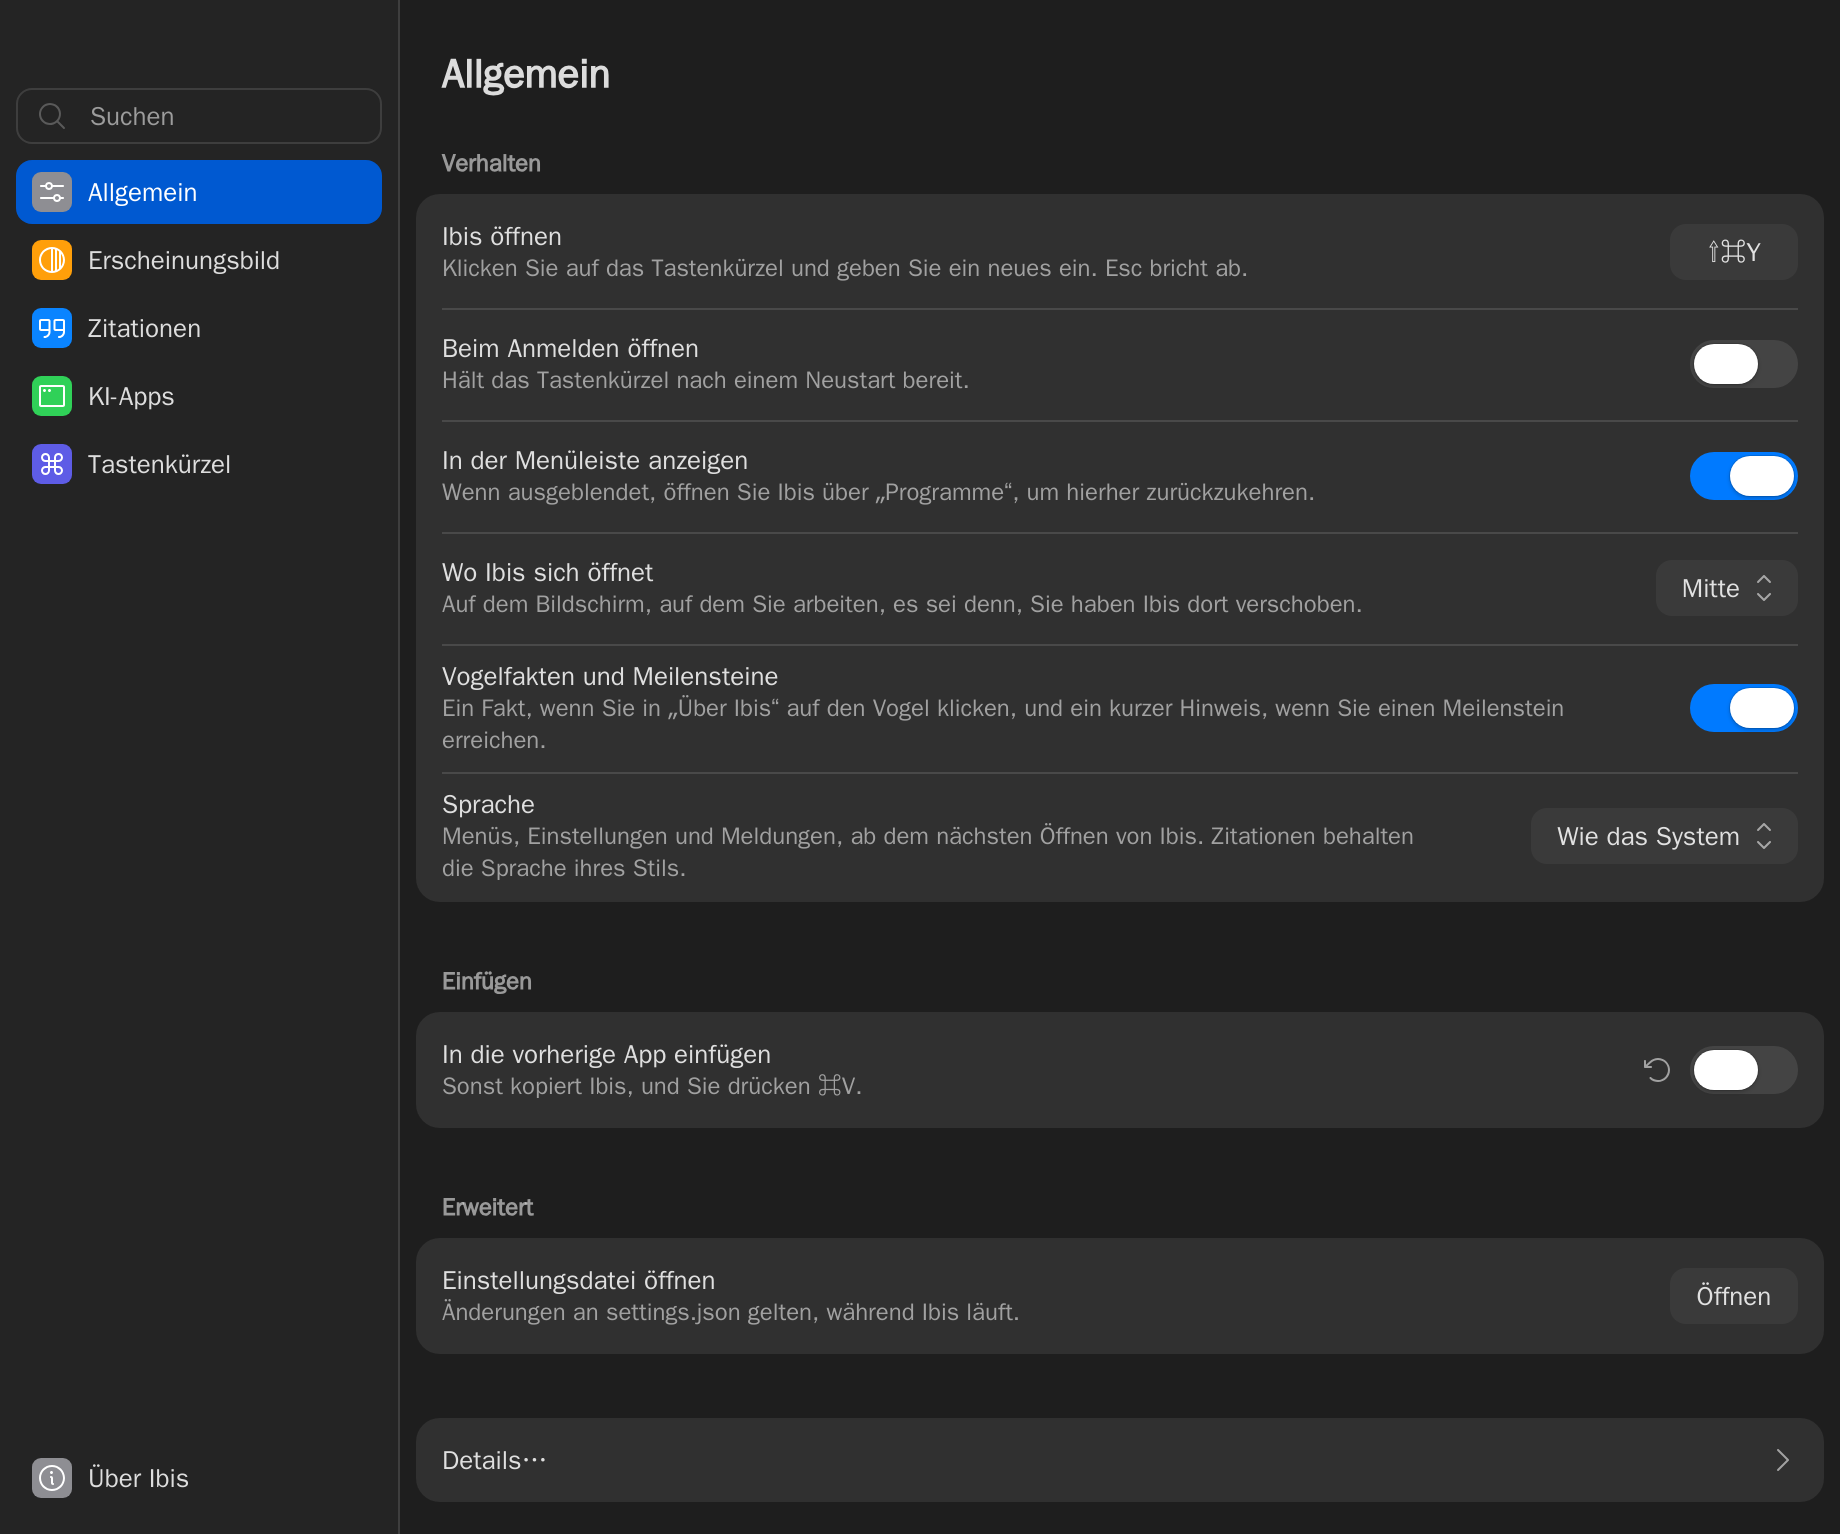 Suchen
Allgemein
Erscheinungsbild
Zitationen
KI-Apps
Tastenkürzel
Über Ibis
Allgemein
Verhalten
Ibis öffnen
Klicken Sie auf das Tastenkürzel und geben Sie ein neues ein. Esc bricht ab.
⇧⌘Y
Beim Anmelden öffnen
Hält das Tastenkürzel nach einem Neustart bereit.
In der Menüleiste anzeigen
Wenn ausgeblendet, öffnen Sie Ibis über „Programme“, um hierher zurückzukehren.
Wo Ibis sich öffnet
Auf dem Bildschirm, auf dem Sie arbeiten, es sei denn, Sie haben Ibis dort verschoben.
Mitte
Vogelfakten und Meilensteine
Ein Fakt, wenn Sie in „Über Ibis“ auf den Vogel klicken, und ein kurzer Hinweis, wenn Sie einen Meilenstein
erreichen.
Sprache
Menüs, Einstellungen und Meldungen, ab dem nächsten Öffnen von Ibis. Zitationen behalten
die Sprache ihres Stils.
Wie das System
Einfügen
In die vorherige App einfügen
Sonst kopiert Ibis, und Sie drücken ⌘V.
Erweitert
Einstellungsdatei öffnen
Änderungen an settings.json gelten, während Ibis läuft.
Öffnen
Details…